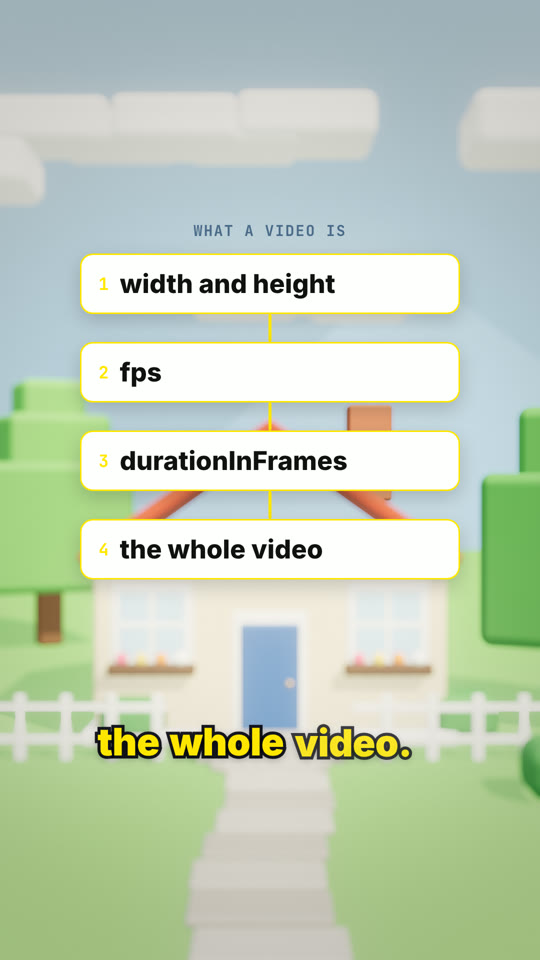 WHAT A VIDEO IS
1 width and height
2 fps
3 durationInFrames
4 the whole video
the whole video.